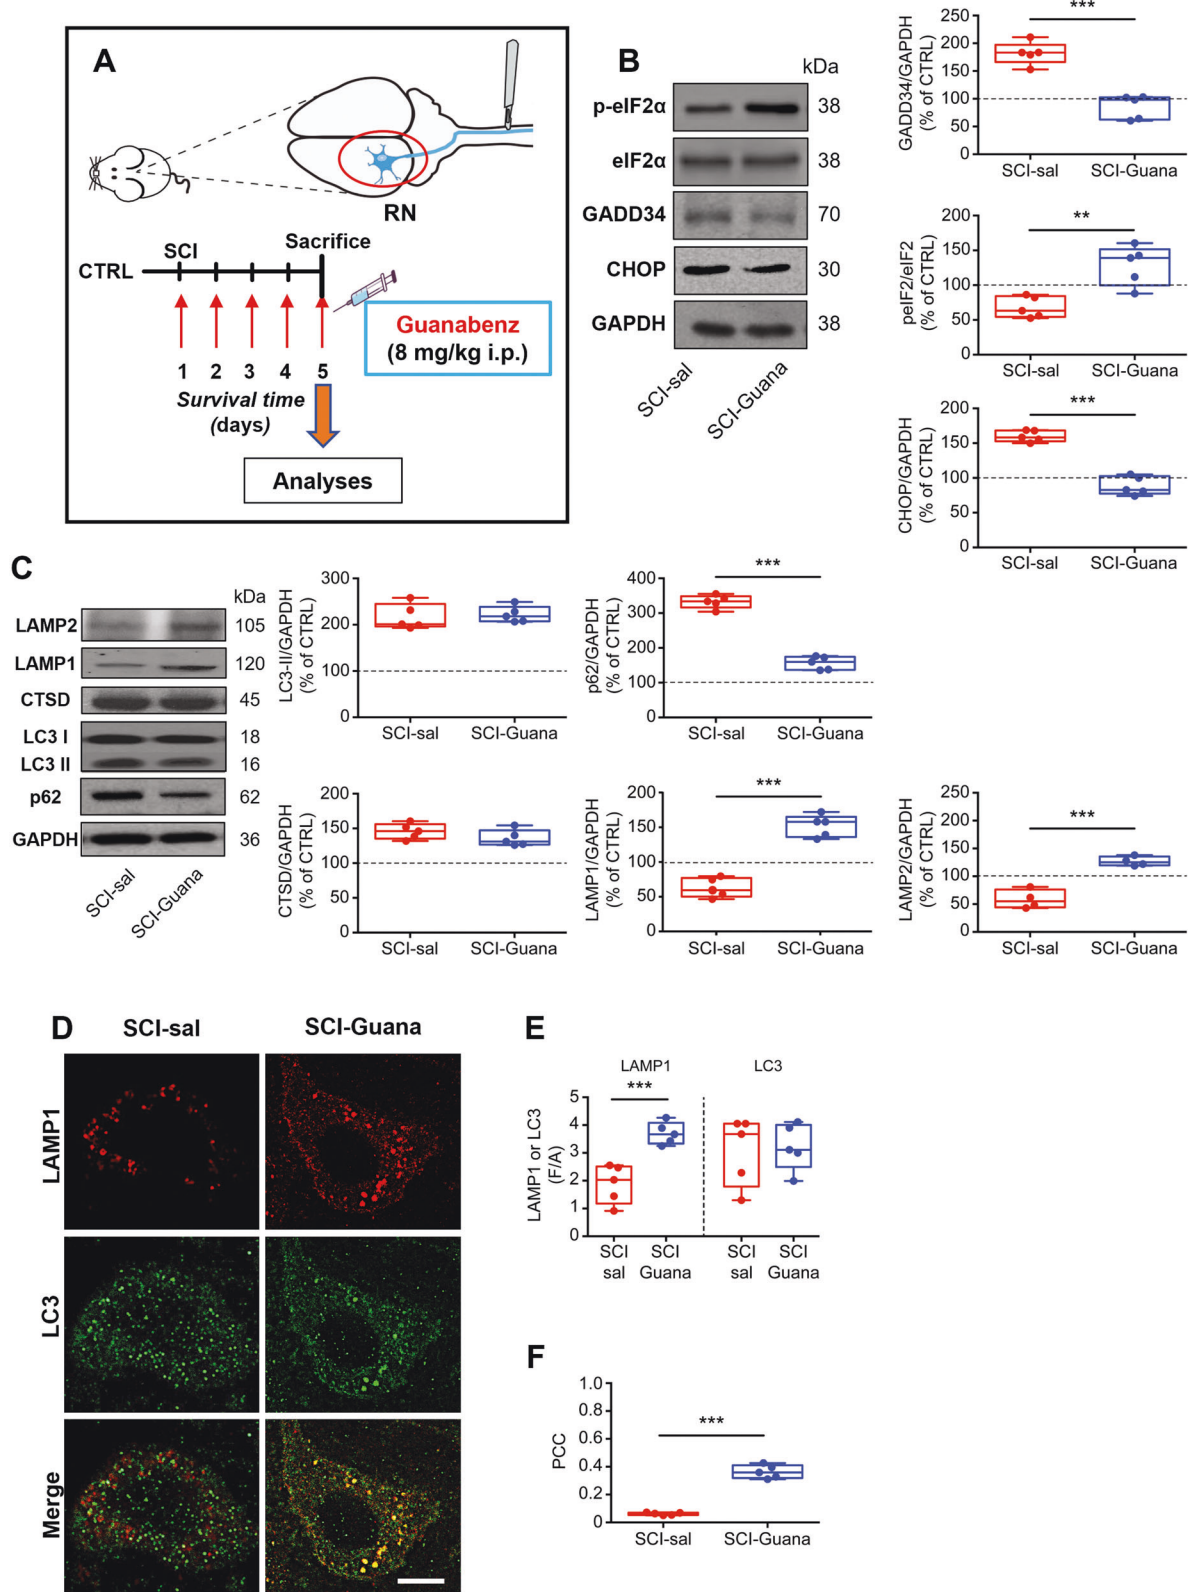 A
RN
SCI
Sacrifice
CTRL
Guanabenz
(8 mg/kg i.p.)
1 2 3 4 5
Survival time
(days)
Analyses
B
kDa
p-eIF2α 38
eIF2α 38
GADD34 70
CHOP 30
GAPDH 38
SCI-sal SCI-Guana
GADD34/GAPDH
(% of CTRL)
***
200
150
100
50
0
250
SCI-sal SCI-Guana
peIF2/eIF2
(% of CTRL)
**
200
150
100
50
0
SCI-sal SCI-Guana
CHOP/GAPDH
(% of CTRL)
***
200
150
100
50
0
SCI-sal SCI-Guana
C
kDa
LAMP2 105
LAMP1 120
CTSD 45
LC3 I 18
LC3 II 16
p62 62
GAPDH 36
SCI-sal SCI-Guana
LC3-II/GAPDH
(% of CTRL)
300
200
100
0
SCI-sal SCI-Guana
p62/GAPDH
(% of CTRL)
***
400
300
200
100
0
SCI-sal SCI-Guana
CTSD/GAPDH
(% of CTRL)
200
150
100
50
0
SCI-sal SCI-Guana
LAMP1/GAPDH
(% of CTRL)
***
200
150
100
50
0
SCI-sal SCI-Guana
LAMP2/GAPDH
(% of CTRL)
***
250
200
150
100
50
0
SCI-sal SCI-Guana
D
SCI-sal SCI-Guana
LAMP1
LC3
Merge
E
LAMP1 LC3
***
LAMP1 or LC3
(F/A)
5
4
3
2
1
0
SCI SCI SCI SCI
sal Guana sal Guana
F
PCC
***
1.0
0.8
0.6
0.4
0.2
0
SCI-sal SCI-Guana